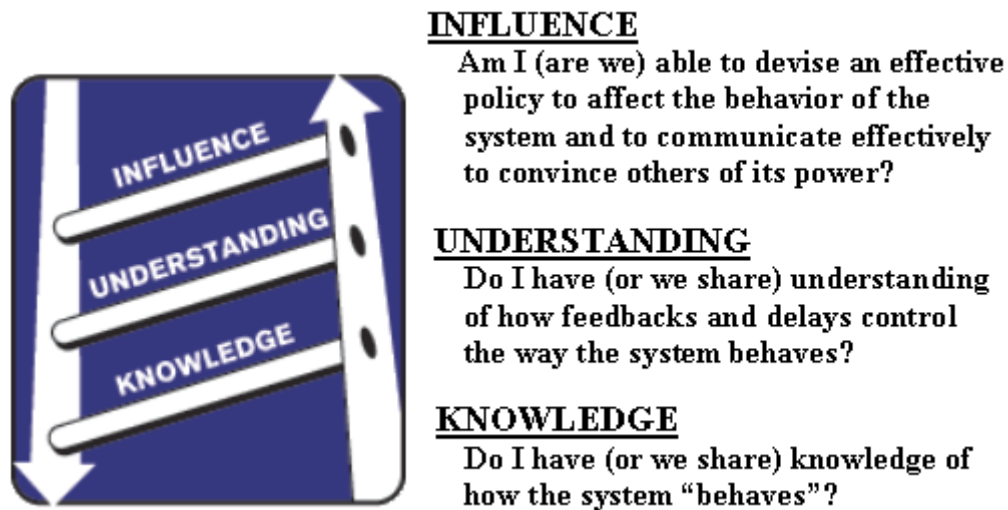 INFLUENCE
UNDERSTANDING
KNOWLEDGE
INFLUENCE
Am I (are we) able to devise an effective
policy to affect the behavior of the
system and to communicate effectively
to convince others of its power?
UNDERSTANDING
Do I have (or we share) understanding
of how feedbacks and delays control
the way the system behaves?
KNOWLEDGE
Do I have (or we share) knowledge of
how the system “behaves”?